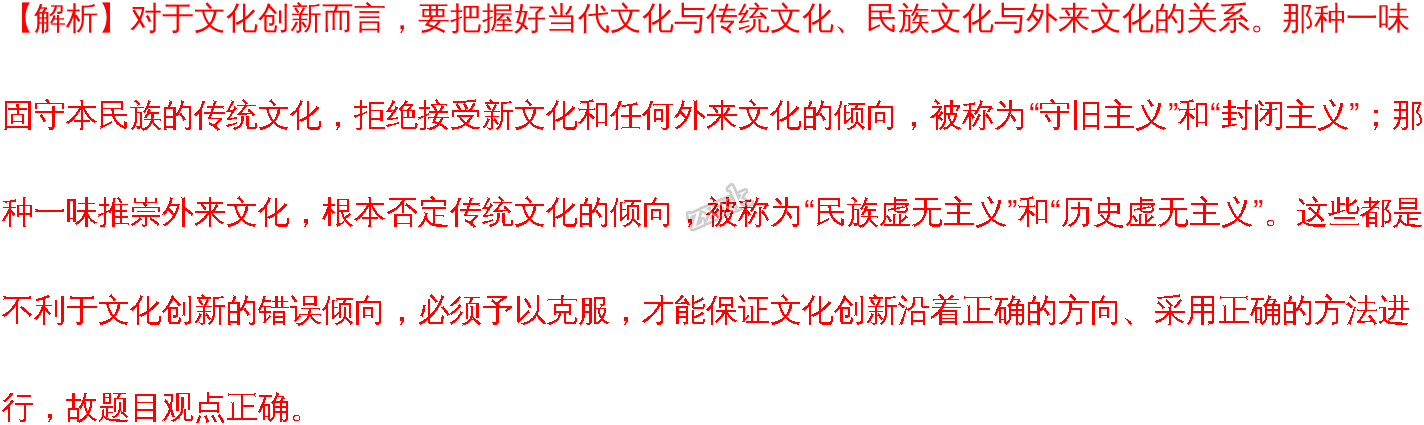 【解析】对于文化创新而言，要把握好当代文化与传统文化、民族文化与外来文化的关系。那种一味
固守本民族的传统文化，拒绝接受新文化和任何外来文化的倾向，被称为“守旧主义”和“封闭主义”；那
种一味推崇外来文化，根本否定传统文化的倾向，被称为“民族虚无主义”和“历史虚无主义”。这些都是
不利于文化创新的错误倾向，必须予以克服，才能保证文化创新沿着正确的方向、采用正确的方法进
行，故题目观点正确。